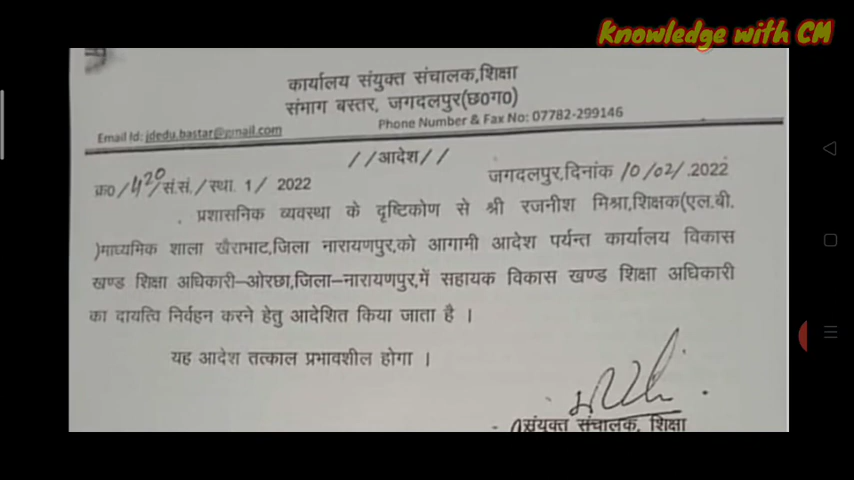 Knowledge with CM
कार्यालय संयुक्त संचालक,शिक्षा
संभाग बस्तर, जगदलपुर(छ0ग0)
Email Id: jdedu.bastar@gmail.com
Phone Number & Fax No: 07782-299146
//आदेश//
क्र0/420/सं.सं./स्था. 1/ 2022
जगदलपुर,दिनांक 10/02/.2022
प्रशासनिक व्यवस्था के दृष्टिकोण से श्री रजनीश मिश्रा,शिक्षक(एल.बी.
)माध्यमिक शाला खैराभाट,जिला नारायणपुर,को आगामी आदेश पर्यन्त कार्यालय विकास
खण्ड शिक्षा अधिकारी–ओरछा,जिला–नारायणपुर,में सहायक विकास खण्ड शिक्षा अधिकारी
का दायत्वि निर्वहन करने हेतु आदेशित किया जाता है ।
यह आदेश तत्काल प्रभावशील होगा ।
संयुक्त संचालक, शिक्षा